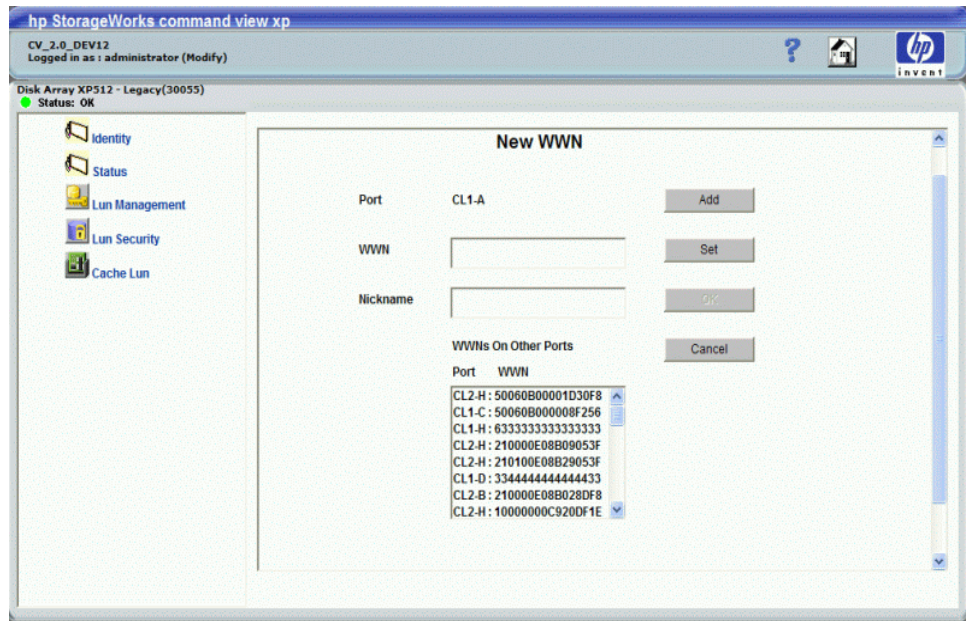 hp StorageWorks command view xp
CV_2.0_DEV12
Logged in as : administrator (Modify)
?
hp
invent
Disk Array XP512 - Legacy(30055)
Status: OK
Identity
Status
Lun Management
Lun Security
Cache Lun
New WWN
Port CL1-A Add
WWN Set
Nickname OK
WWNs On Other Ports Cancel
Port WWN
CL2-H : 50060B00001D30F8
CL1-C : 50060B000008F256
CL1-H : 6333333333333333
CL2-H : 210000E08B09053F
CL2-H : 210100E08B29053F
CL1-D : 3344444444444433
CL2-B : 210000E08B028DF8
CL2-H : 10000000C920DF1E